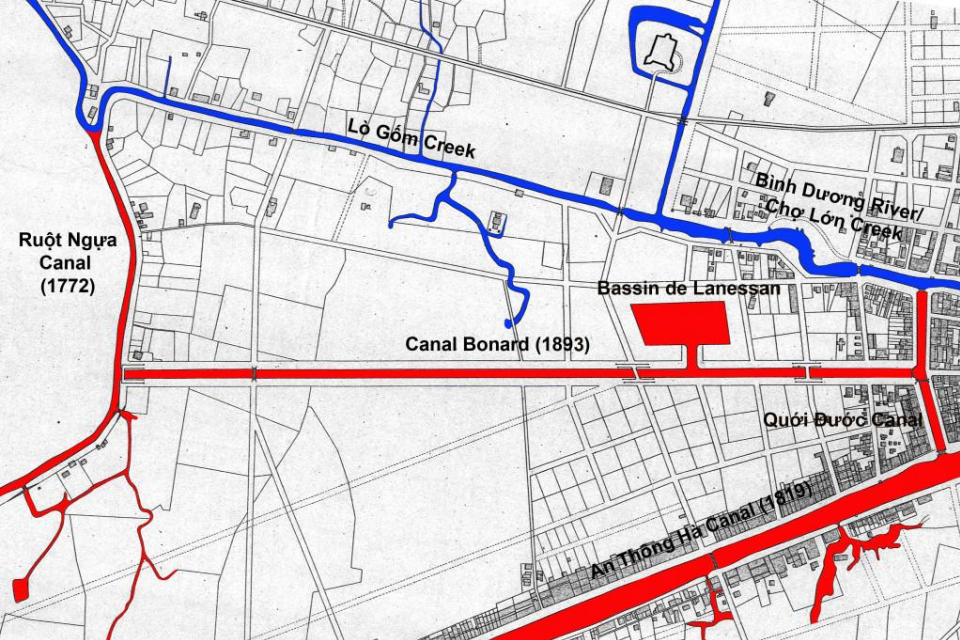 Lò Gốm Creek
Bình Dương River/
Chợ Lớn Creek
Ruột Ngựa
Canal
(1772)
Bassin de Lanessan
Canal Bonard (1893)
Quới Đước Canal
An Thông Hà Canal (1819)